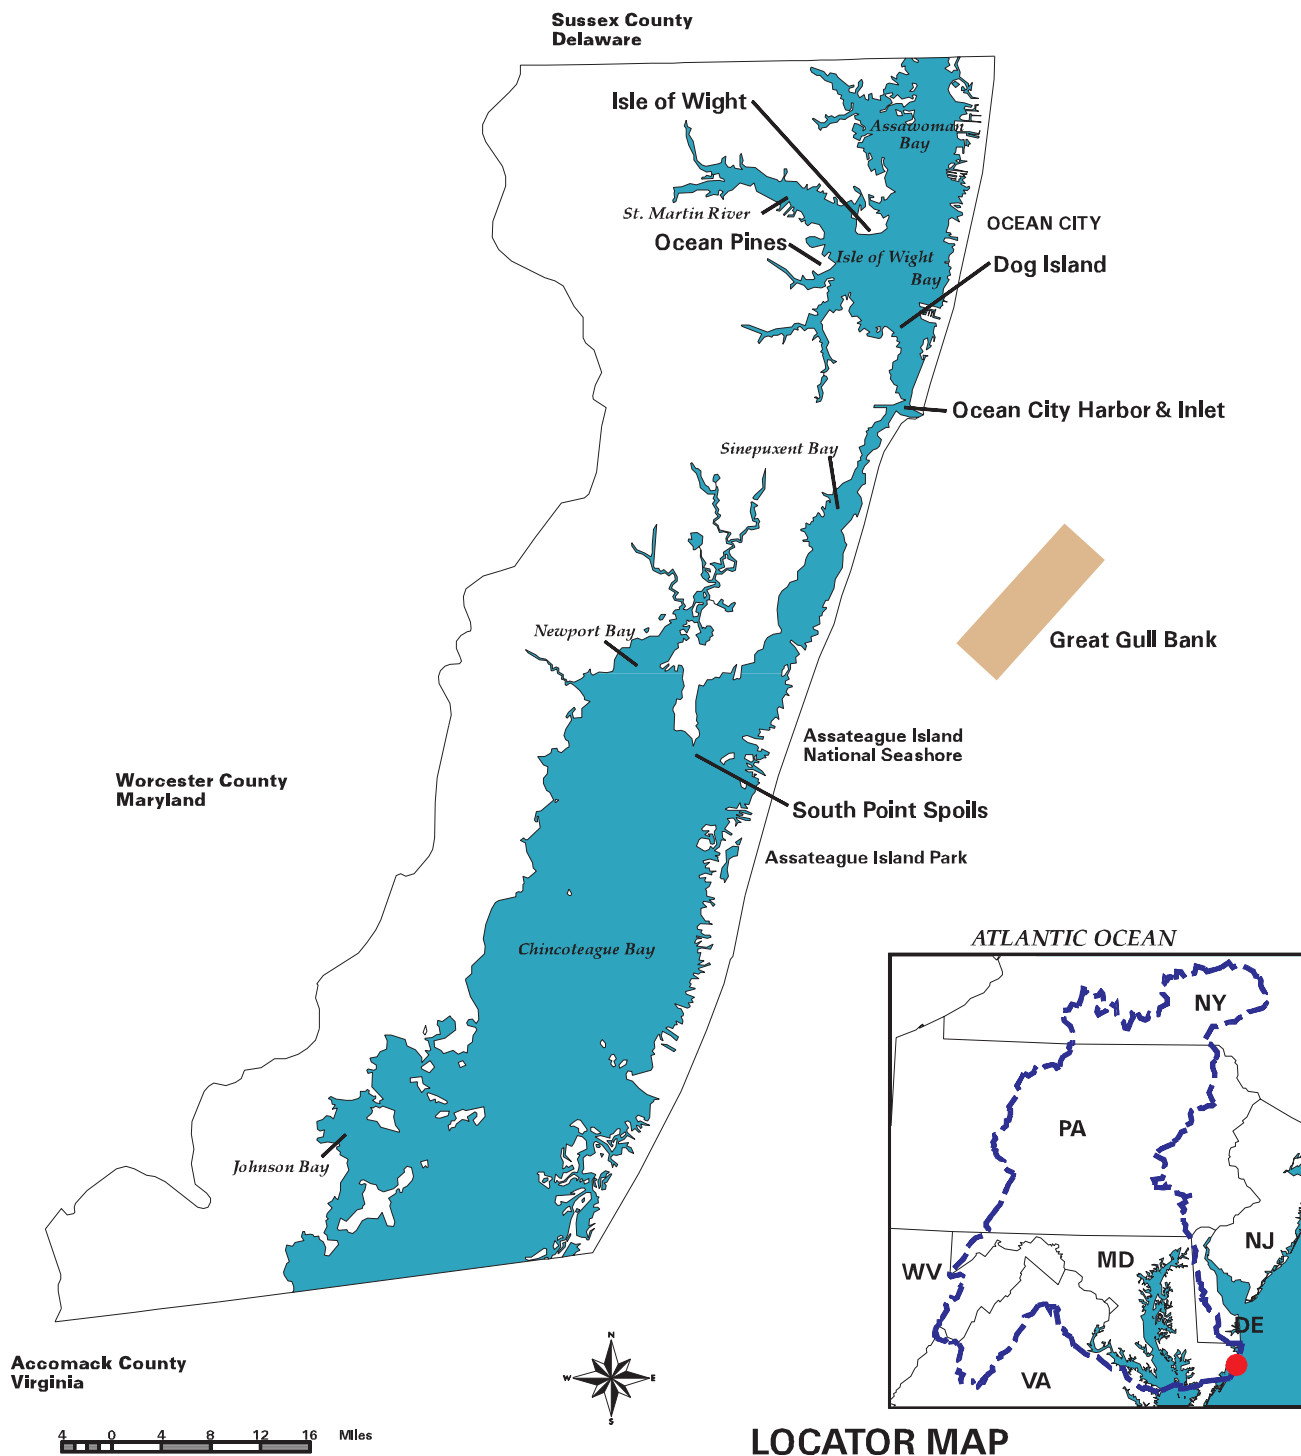 Sussex County
Delaware
Isle of Wight
Assawoman
Bay
St. Martin River
OCEAN CITY
Ocean Pines
Isle of Wight
Bay
Dog Island
Ocean City Harbor & Inlet
Sinepuxent Bay
Newport Bay
Great Gull Bank
Assateague Island
National Seashore
Worcester County
Maryland
South Point Spoils
Assateague Island Park
Chincoteague Bay
ATLANTIC OCEAN
NY
PA
Johnson Bay
NJ
MD
WV
DE
VA
N
W
E
S
Accomack County
Virginia
4 0 4 8 12 16 Miles
LOCATOR MAP